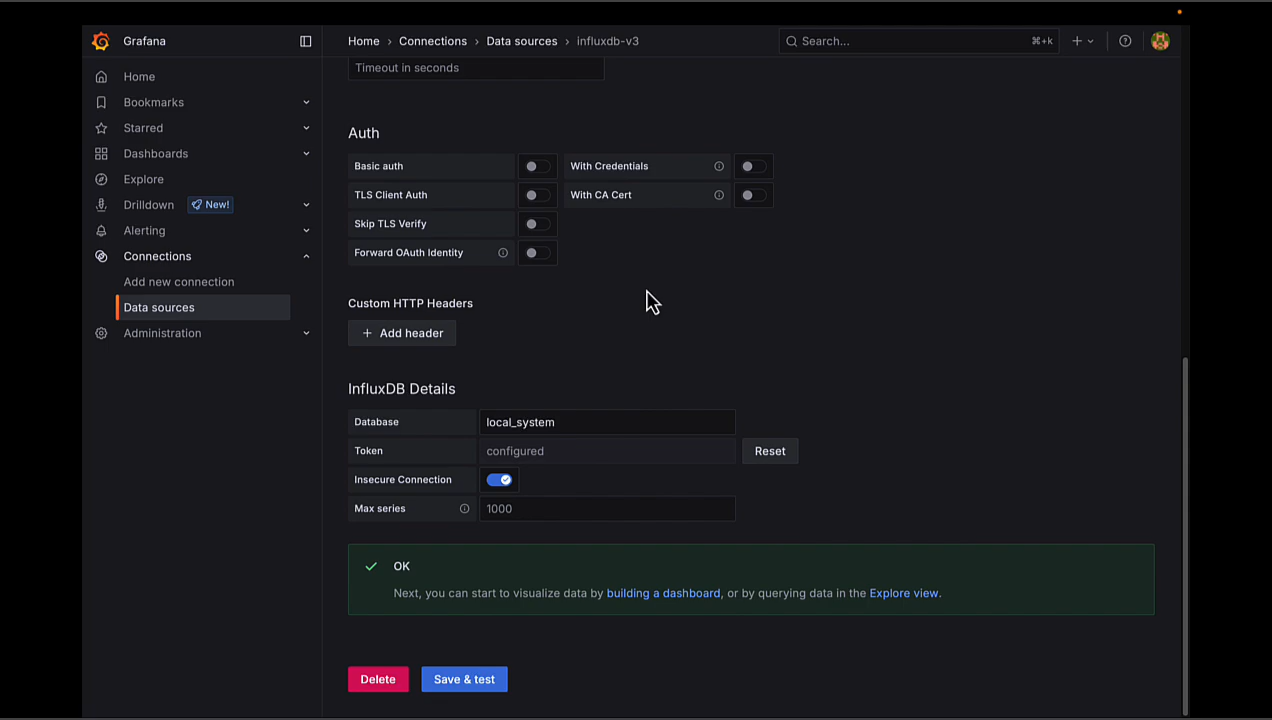 Grafana
Home › Connections › Data sources › influxdb-v3
Search...
⌘+k
Home
Bookmarks
Starred
Dashboards
Explore
Drilldown
New!
Alerting
Connections
Add new connection
Data sources
Administration
Timeout in seconds
Auth
Basic auth
With Credentials
TLS Client Auth
With CA Cert
Skip TLS Verify
Forward OAuth Identity
Custom HTTP Headers
+ Add header
InfluxDB Details
Database local_system
Token configured Reset
Insecure Connection
Max series 1000
OK
Next, you can start to visualize data by building a dashboard, or by querying data in the Explore view.
Delete
Save & test